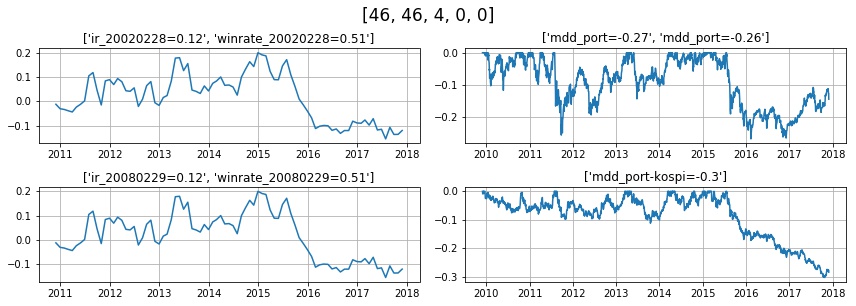 [46, 46, 4, 0, 0]
['ir_20020228=0.12', 'winrate_20020228=0.51']
0.2
0.1
0.0
−0.1
2011 2012 2013 2014 2015 2016 2017 2018
['mdd_port=-0.27', 'mdd_port=-0.26']
0.0
−0.1
−0.2
2010 2011 2012 2013 2014 2015 2016 2017 2018
['ir_20080229=0.12', 'winrate_20080229=0.51']
0.2
0.1
0.0
−0.1
2011 2012 2013 2014 2015 2016 2017 2018
['mdd_port-kospi=-0.3']
0.0
−0.1
−0.2
−0.3
2010 2011 2012 2013 2014 2015 2016 2017 2018